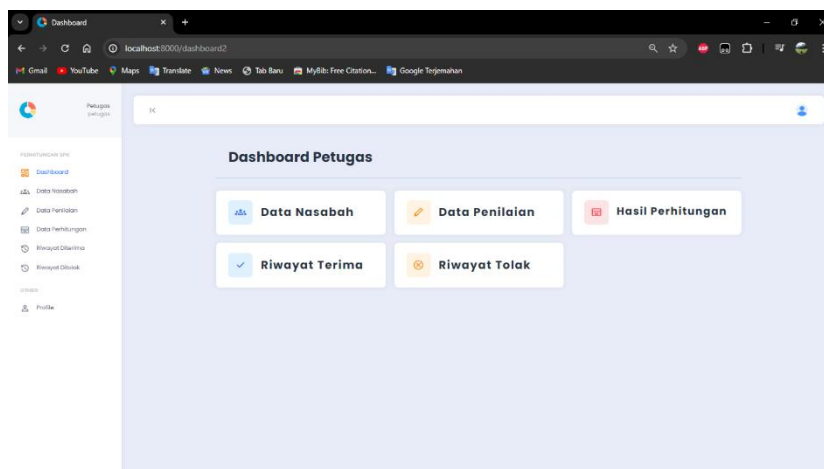 Dashboard
localhost:8000/dashboard2
Gmail YouTube Maps Translate News Tab Baru MyBib: Free Citation... Google Terjemahan
Petugas
petugas
PERHITUNGAN SPK
Dashboard
Data Nasabah
Data Penilaian
Data Perhitungan
Riwayat Diterima
Riwayat Ditolak
Profile
Dashboard Petugas
Data Nasabah
Data Penilaian
Hasil Perhitungan
Riwayat Terima
Riwayat Tolak